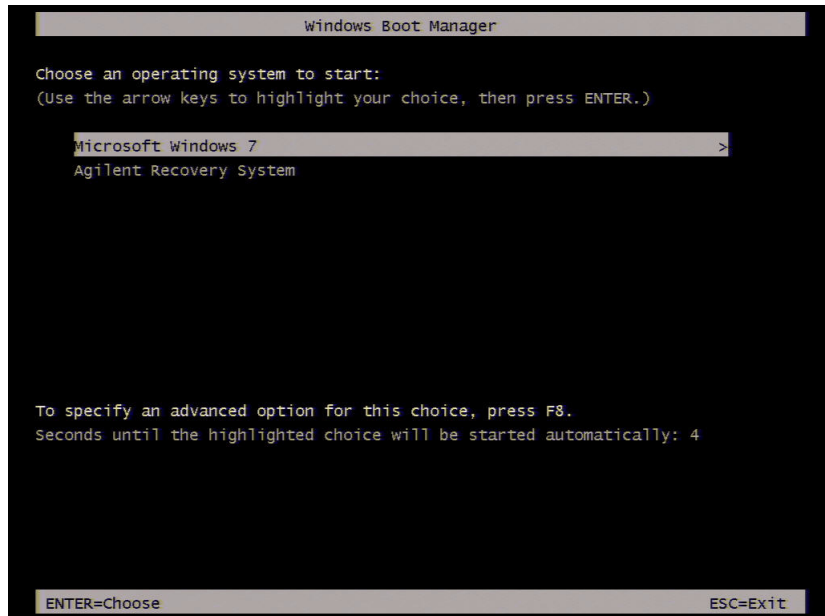 Windows Boot Manager
Choose an operating system to start:
(Use the arrow keys to highlight your choice, then press ENTER.)
Microsoft Windows 7 >
Agilent Recovery System
To specify an advanced option for this choice, press F8.
Seconds until the highlighted choice will be started automatically: 4
ENTER=Choose ESC=Exit